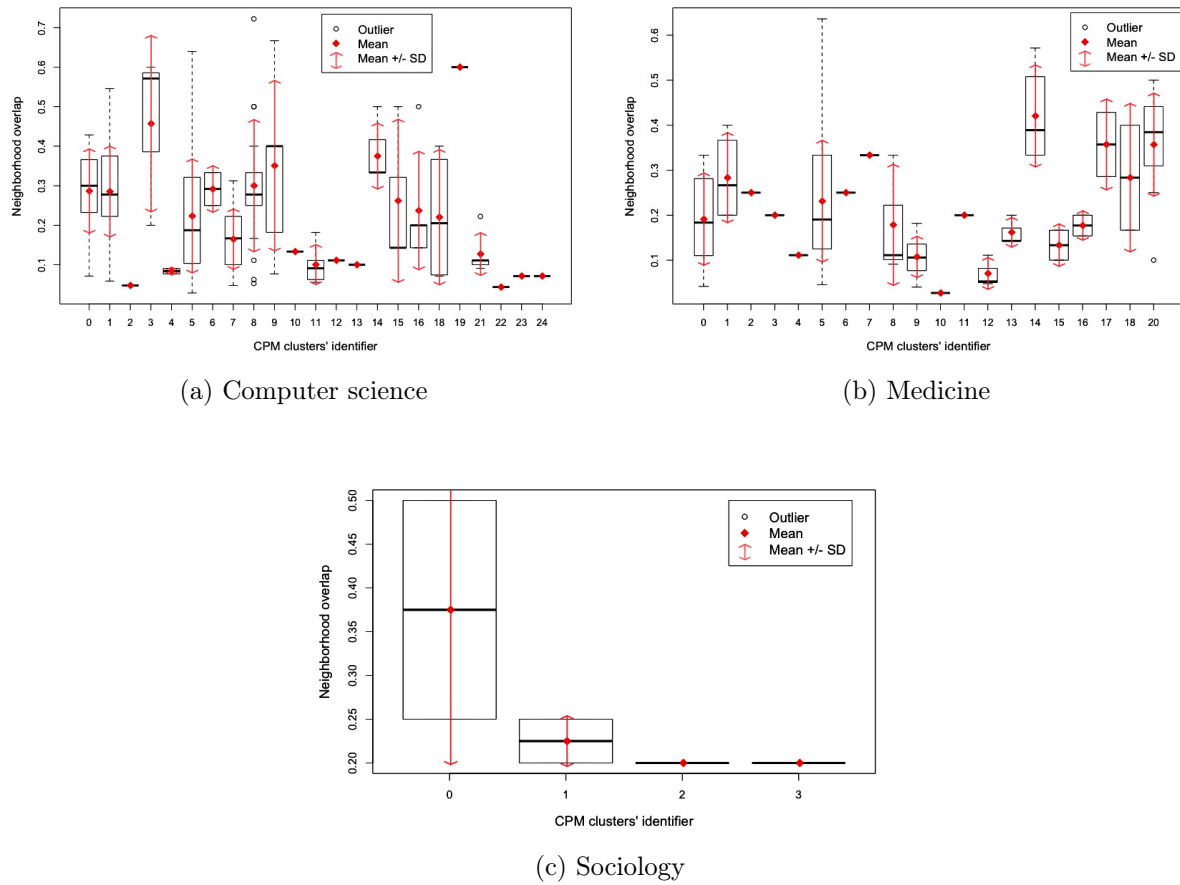 0.7
0.6
0.5
0.4
0.3
0.2
0.1
Neighborhood overlap
Outlier
Mean
Mean +/- SD
0 1 2 3 4 5 6 7 8 9 10 11 12 13 14 15 16 18 19 21 22 23 24
CPM clusters' identifier
(a) Computer science
0.6
0.5
0.4
0.3
0.2
0.1
Neighborhood overlap
Outlier
Mean
Mean +/- SD
0 1 2 3 4 5 6 7 8 9 10 11 12 13 14 15 16 17 18 20
CPM clusters' identifier
(b) Medicine
0.50
0.45
0.40
0.35
0.30
0.25
0.20
Neighborhood overlap
Outlier
Mean
Mean +/- SD
0 1 2 3
CPM clusters' identifier
(c) Sociology